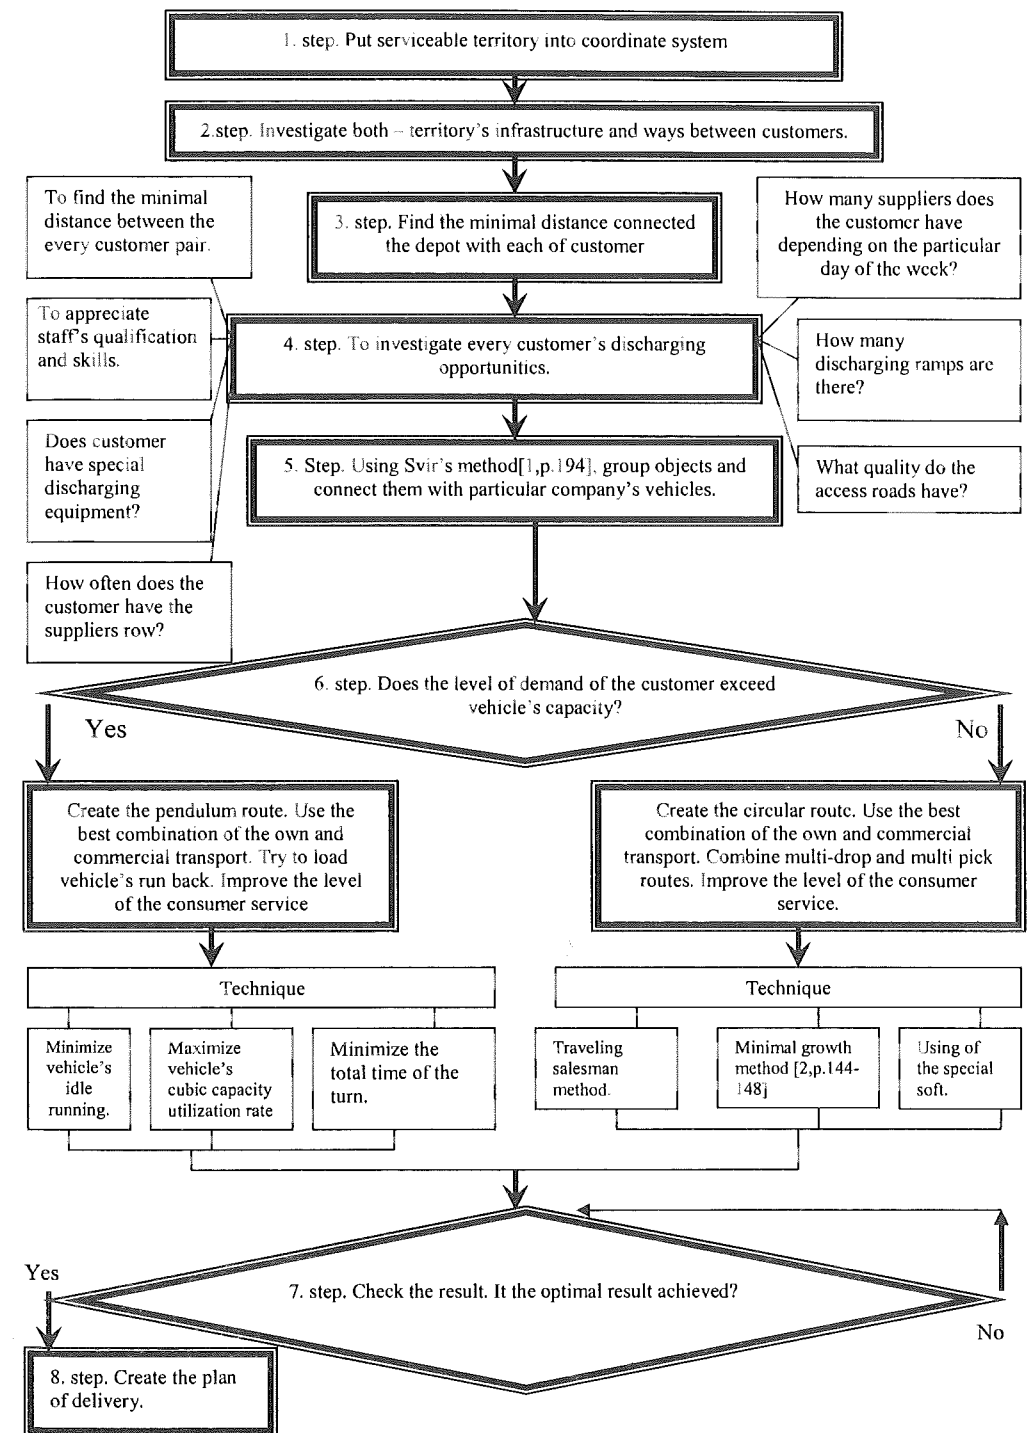 1. step. Put serviceable territory into coordinate system
2.step. Investigate both – territory's infrastructure and ways between customers.
To find the minimal
distance between the
every customer pair.
3. step. Find the minimal distance connected
the depot with each of customer
How many suppliers does
the customer have
depending on the particular
day of the week?
To appreciate
staff's qualification
and skills.
4. step. To investigate every customer's discharging
opportunities.
How many
discharging ramps are
there?
Does customer
have special
discharging
equipment?
5. Step. Using Svir's method[1,p.194], group objects and
connect them with particular company's vehicles.
What quality do the
access roads have?
How often does the
customer have the
suppliers row?
6. step. Does the level of demand of the customer exceed
vehicle's capacity?
Yes
No
Create the pendulum route. Use the
best combination of the own and
commercial transport. Try to load
vehicle's run back. Improve the level
of the consumer service
Create the circular route. Use the best
combination of the own and commercial
transport. Combine multi-drop and multi pick
routes. Improve the level of the consumer
service.
Technique
Technique
Minimize
vehicle's
idle
running.
Maximize
vehicle's
cubic capacity
utilization rate
Minimize the
total time of the
turn.
Traveling
salesman
method.
Minimal growth
method [2,p.144-
148]
Using of
the special
soft.
Yes
7. step. Check the result. It the optimal result achieved?
No
8. step. Create the plan
of delivery.